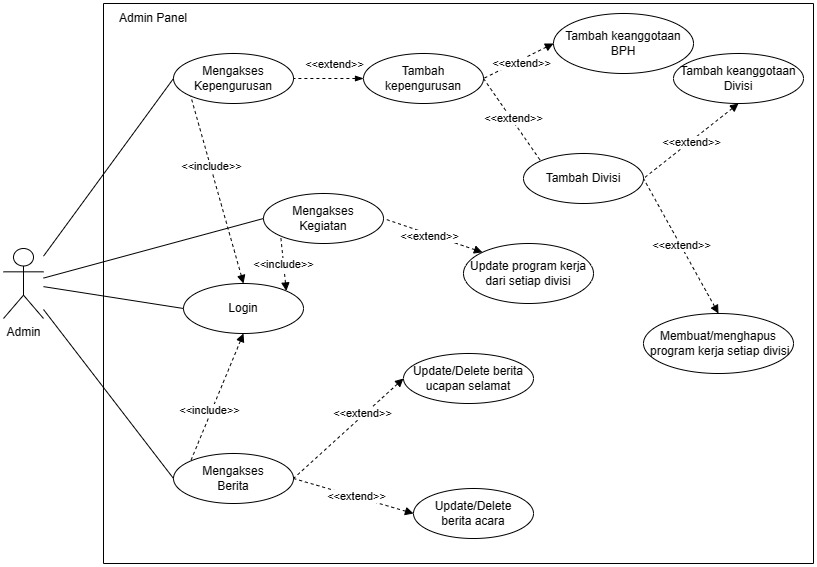 Admin Panel
Tambah keanggotaan
BPH
Mengakses
Kepengurusan
<<extend>>
Tambah
kepengurusan
<<extend>>
Tambah keanggotaan
Divisi
<<extend>>
<<extend>>
<<include>>
Tambah Divisi
Mengakses
Kegiatan
<<extend>>
<<extend>>
<<include>>
Update program kerja
dari setiap divisi
Admin
Login
Membuat/menghapus
program kerja setiap divisi
Update/Delete berita
ucapan selamat
<<include>>
<<extend>>
Mengakses
Berita
<<extend>>
Update/Delete
berita acara